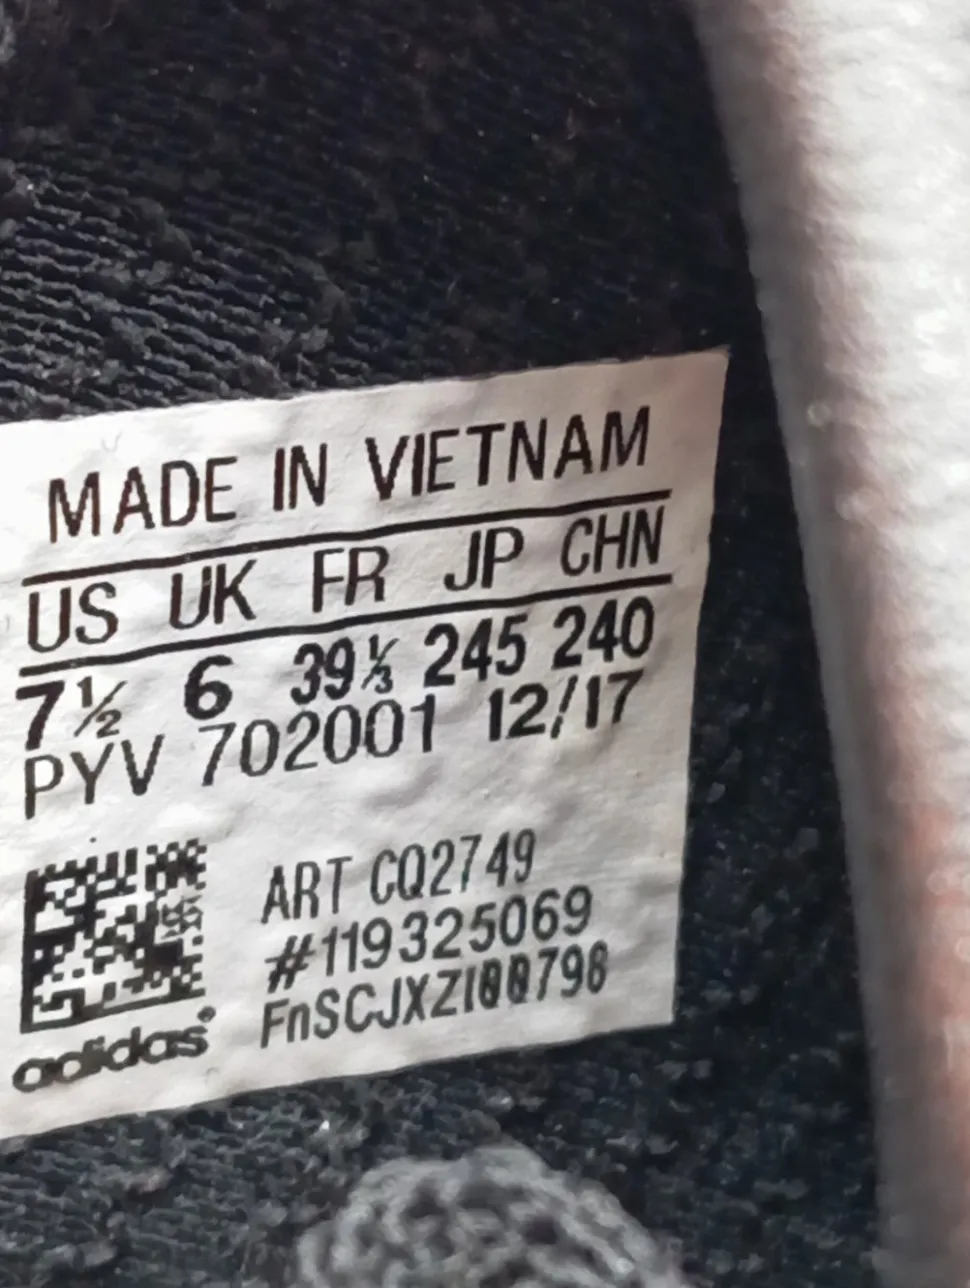 MADE IN VIETNAM
US UK FR JP CHN
7½ 6 39⅓ 245 240
PYV 702001 12/17
ART CQ2749
#119325069
adidas®